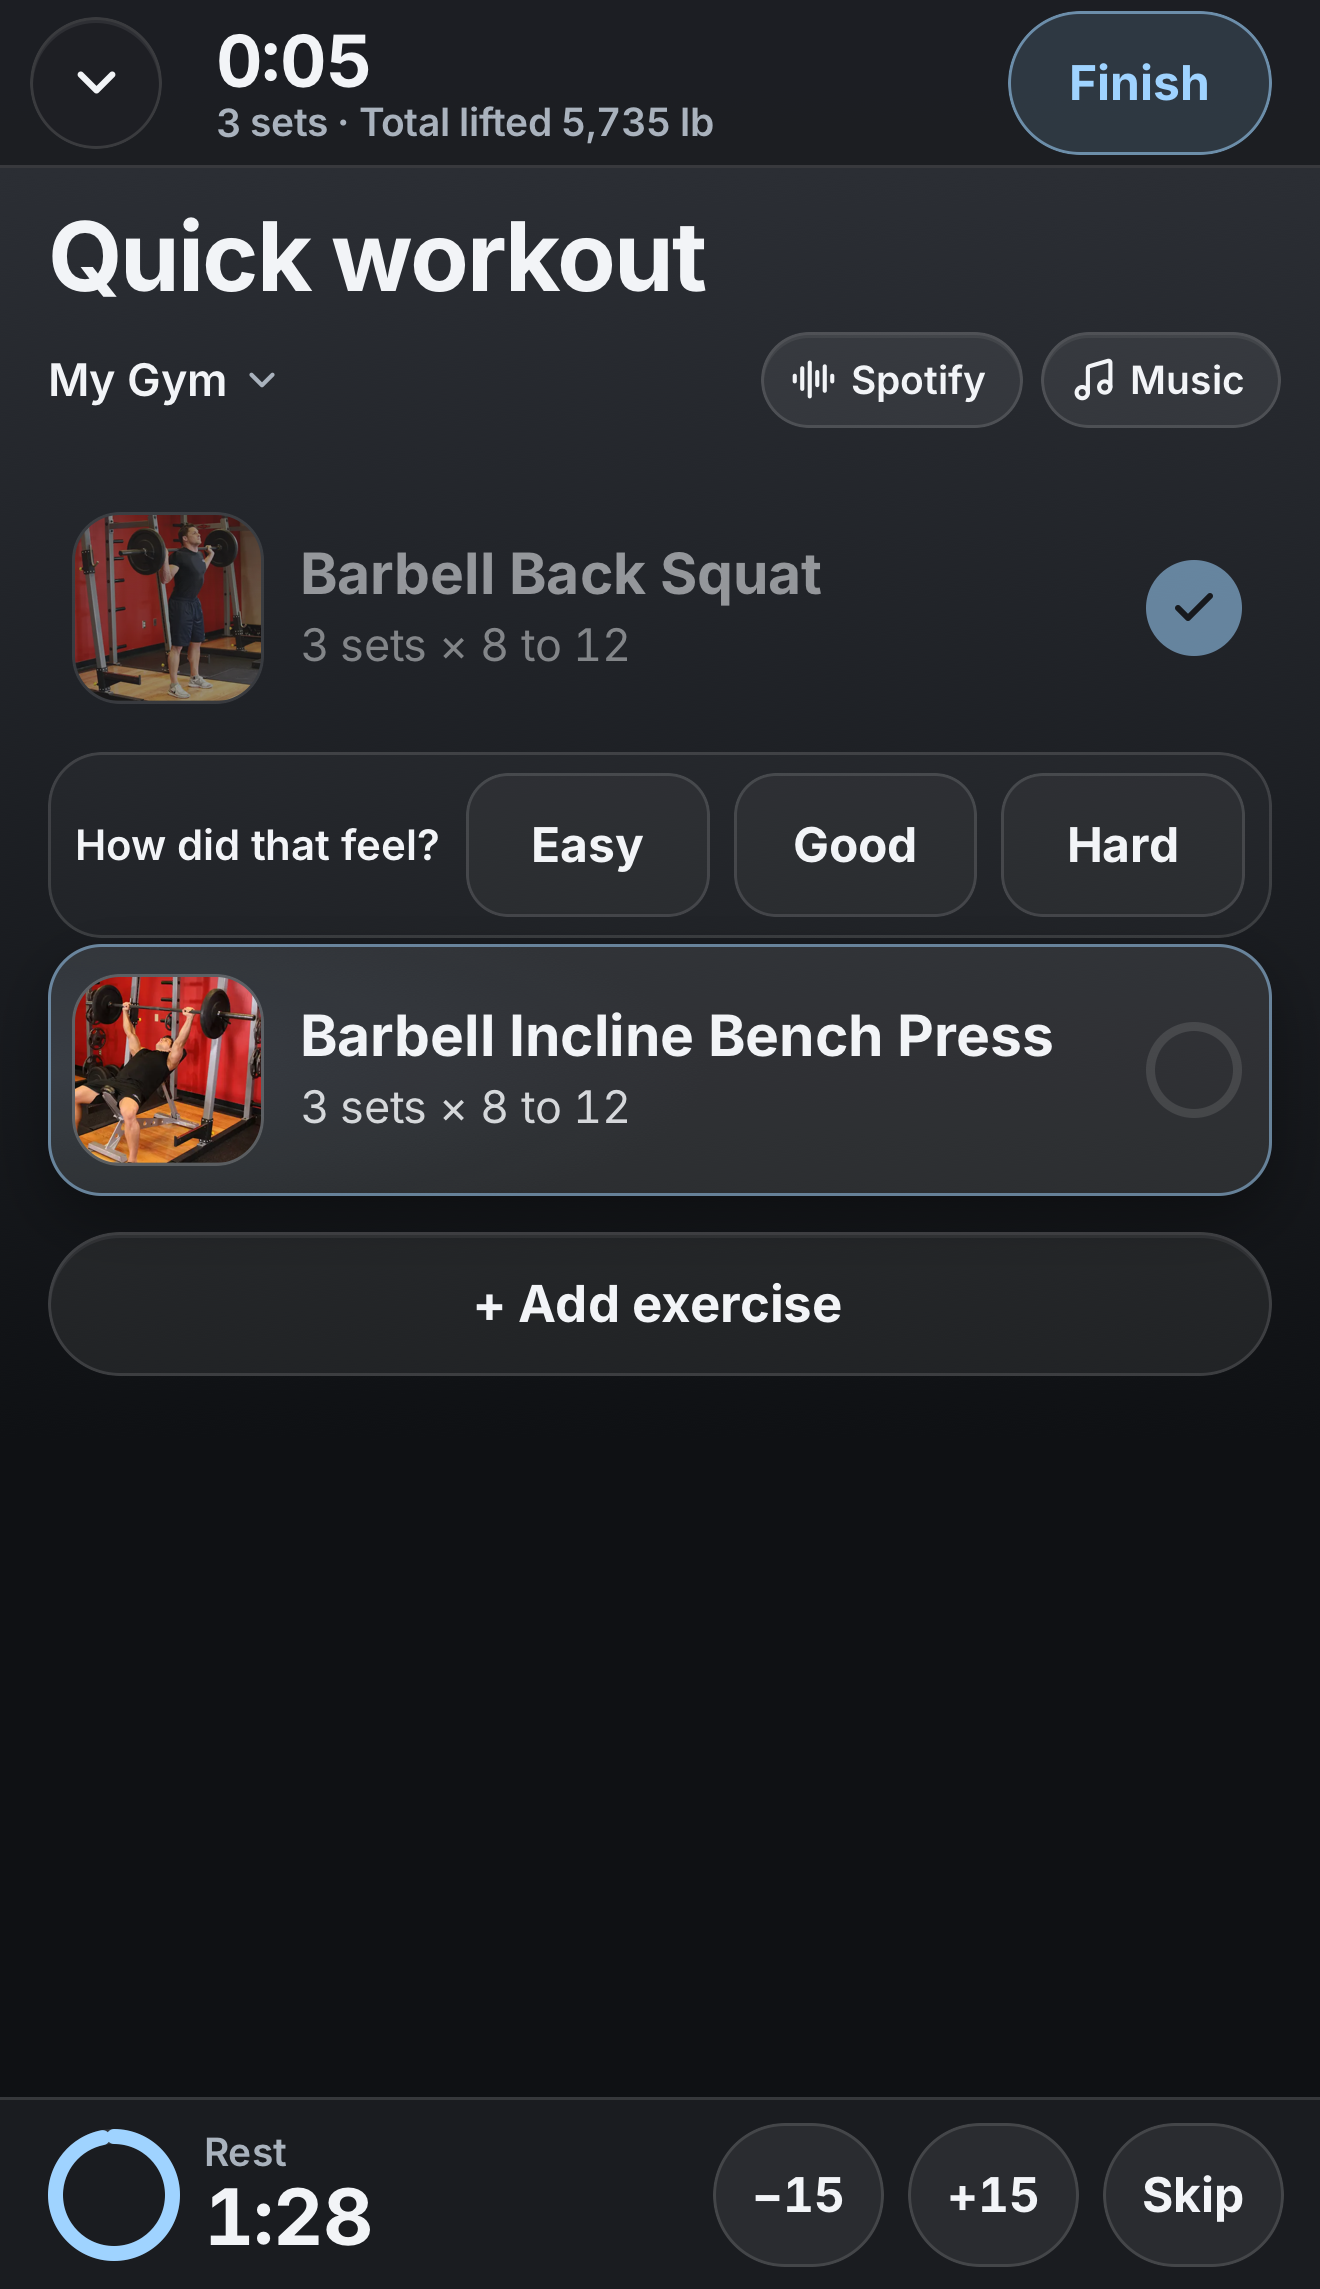 0:05
3 sets · Total lifted 5,735 lb
Finish
Quick workout
My Gym
Spotify
Music
Barbell Back Squat
3 sets × 8 to 12
How did that feel?
Easy
Good
Hard
Barbell Incline Bench Press
3 sets × 8 to 12
+ Add exercise
Rest
1:28
−15
+15
Skip